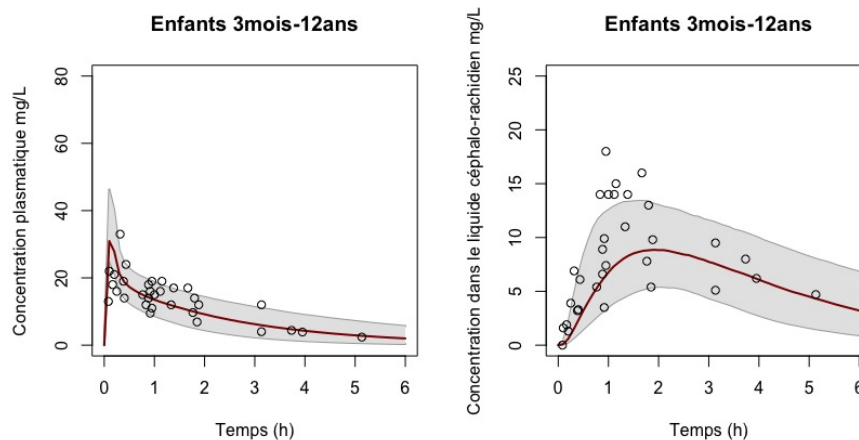 Enfants 3mois-12ans
Concentration plasmatique mg/L
80
60
40
20
0
0 1 2 3 4 5 6
Temps (h)
Enfants 3mois-12ans
Concentration dans le liquide céphalo-rachidien mg/L
25
20
15
10
5
0
0 1 2 3 4 5 6
Temps (h)